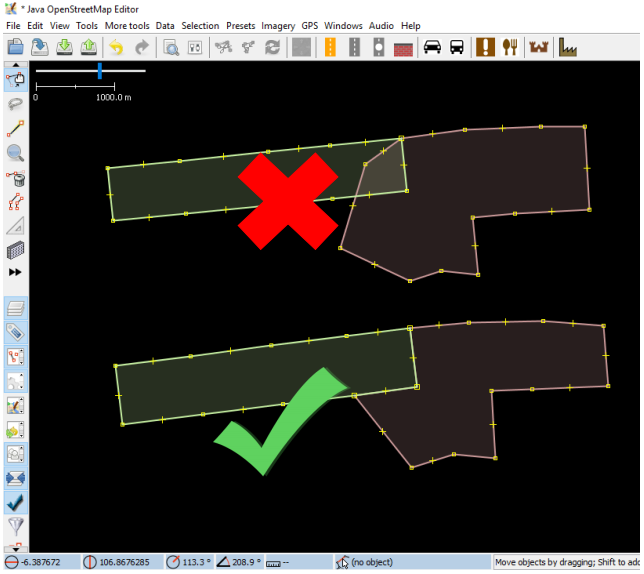 * Java OpenStreetMap Editor
File Edit View Tools More tools Data Selection Presets Imagery GPS Windows Audio Help
0 1000.0 m
-6.387672 106.8676285 113.3 ° 208.9 ° -- (no object) Move objects by dragging; Shift to add